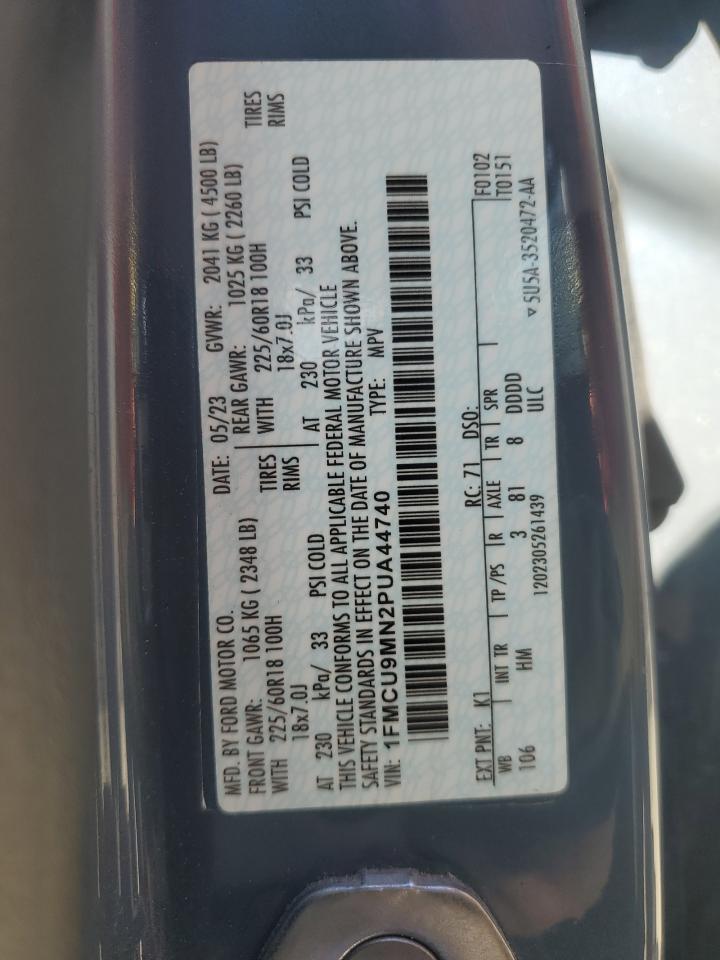 MFD. BY FORD MOTOR CO.
DATE: 05/23 GVWR: 2041 KG ( 4500 LB)
FRONT GAWR: 1065 KG ( 2348 LB) REAR GAWR: 1025 KG ( 2260 LB)
WITH 225/60R18 100H TIRES WITH 225/60R18 100H TIRES
18x7.0J RIMS 18x7.0J RIMS
AT 230 kPa/ 33 PSI COLD AT 230 kPa/ 33 PSI COLD
THIS VEHICLE CONFORMS TO ALL APPLICABLE FEDERAL MOTOR VEHICLE
SAFETY STANDARDS IN EFFECT ON THE DATE OF MANUFACTURE SHOWN ABOVE.
VIN: 1FMCU9MN2PUA44740 TYPE: MPV
F0102
T0151
EXT PNT: K1 RC: 71 DSO:
WB INT TR TP/PS R AXLE TR SPR
106 HM 3 81 8 DDDD
1202305261439 ULC
▾5U5A-3520472-AA